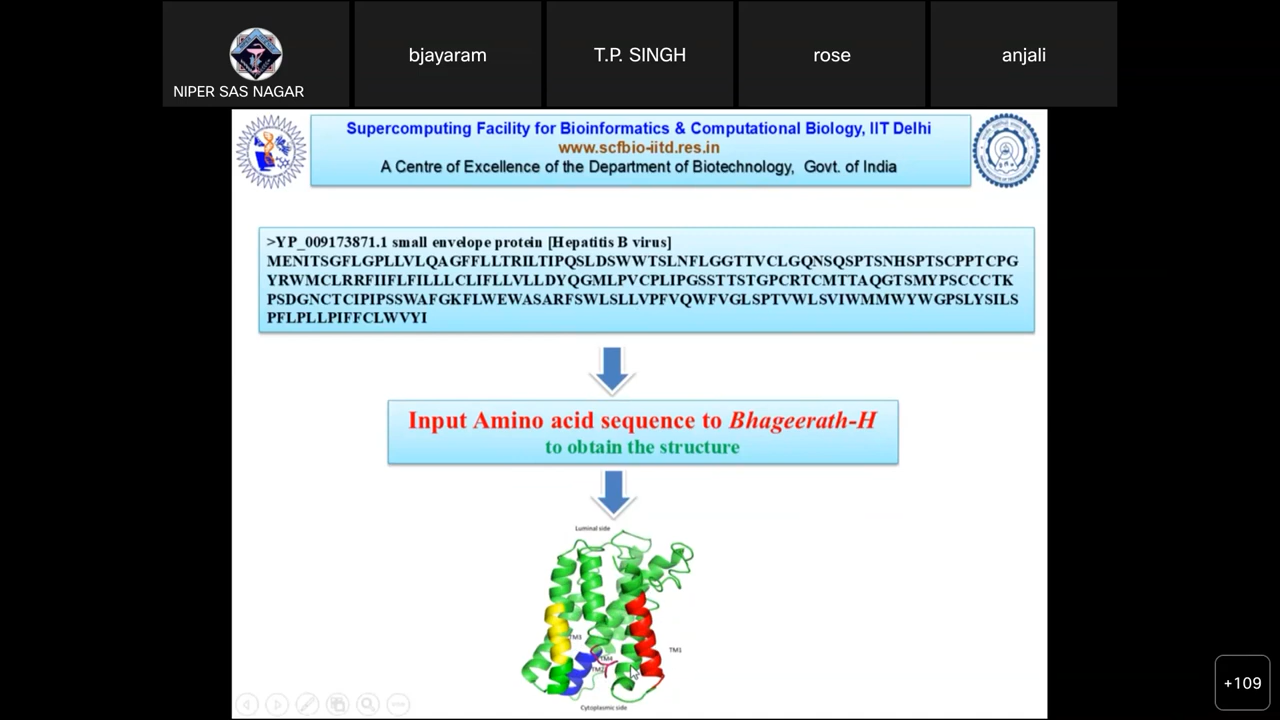 NIPER SAS NAGAR
bjayaram
T.P. SINGH
rose
anjali
Supercomputing Facility for Bioinformatics & Computational Biology, IIT Delhi
www.scfbio-iitd.res.in
A Centre of Excellence of the Department of Biotechnology, Govt. of India
>YP_009173871.1 small envelope protein [Hepatitis B virus]
MENITSGFLGPLLVLQAGFFLLTRILTIPQSLDSWWTSLNFLGGTTVCLGQNSQSPTSNHSPTSCPPTCPG
YRWMCLRRFIIFLFILLLCLIFLLVLLDYQGMLPVCPLIPGSSTTSTGPCRTCMTTAQGTSMYPSCCCTK
PSDGNCTCIPIPSSWAFGKFLWEWASARFSWLSLLVPFVQWFVGLSPTVWLSVIWMMWYWGPSLYSILS
PFLPLLPIFFCLWVYI
Input Amino acid sequence to Bhageerath-H
to obtain the structure
Luminal side
TM3
TM4
TM1
Cytoplasmic side
+109